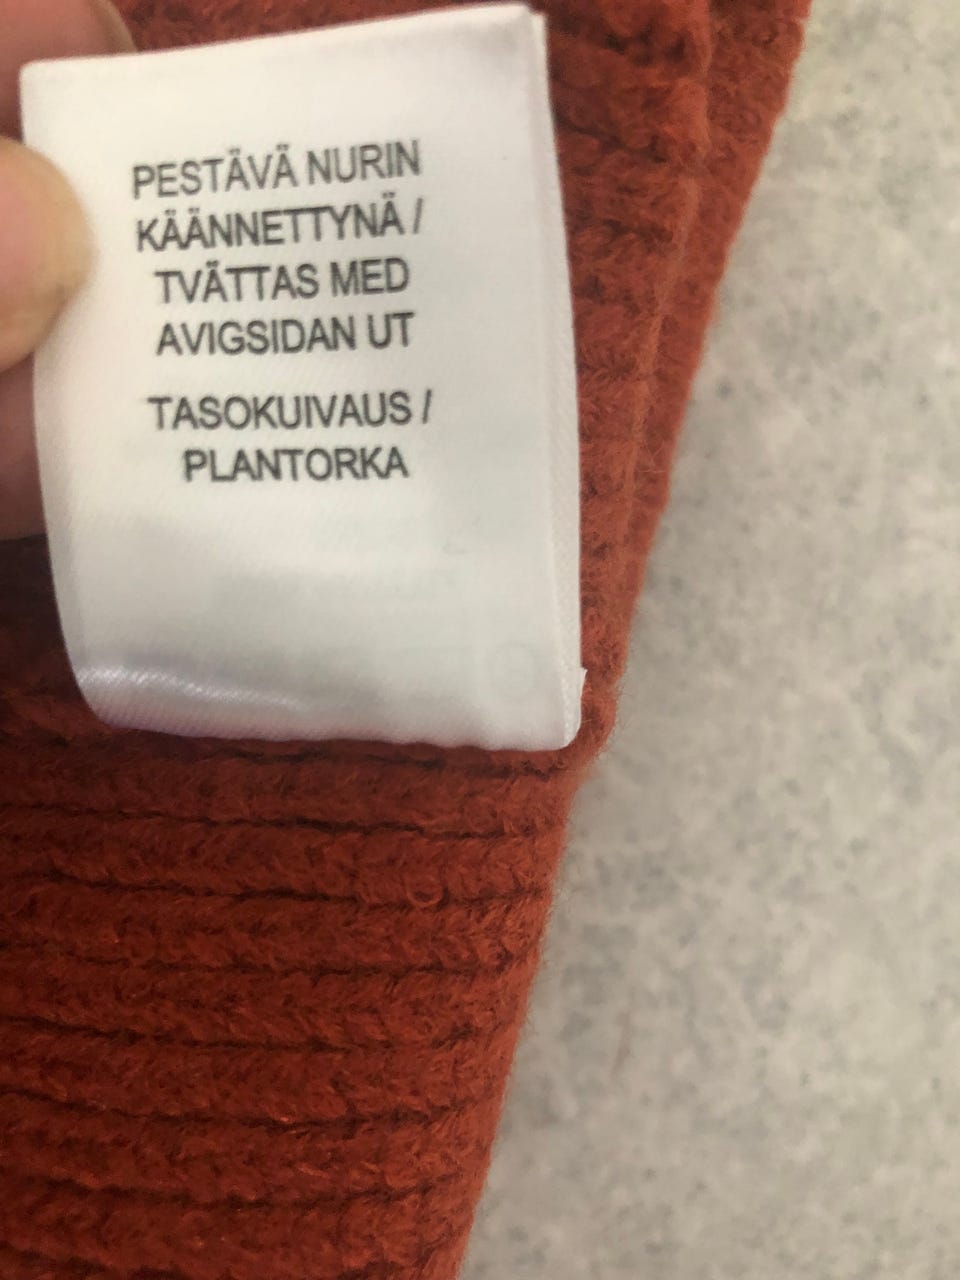 PESTÄVÄ NURIN
KÄÄNNETTYNÄ /
TVÄTTAS MED
AVIGSIDAN UT
TASOKUIVAUS /
PLANTORKA